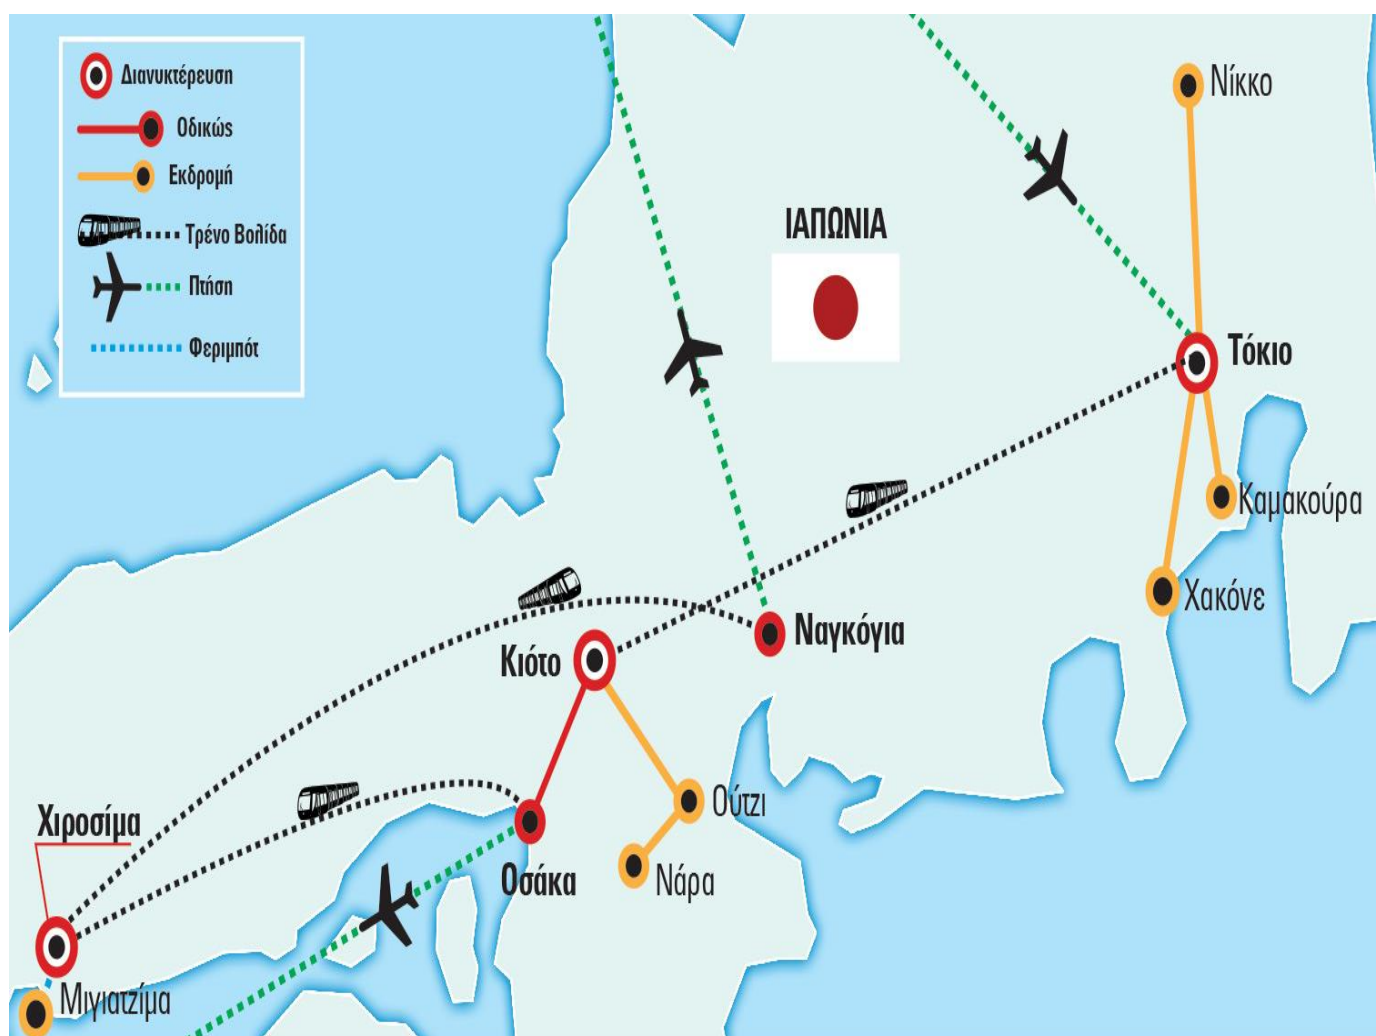 Διανυκτέρευση
Οδικώς
Εκδρομή
Τρένο Βολίδα
Πτήση
Φεριμπότ
Νίκκο
ΙΑΠΩΝΙΑ
Τόκιο
Καμακούρα
Χακόνε
Ναγκόγια
Κιότο
Ούτζι
Χιροσίμα
Οσάκα
Νάρα
Μιγιατζίμα